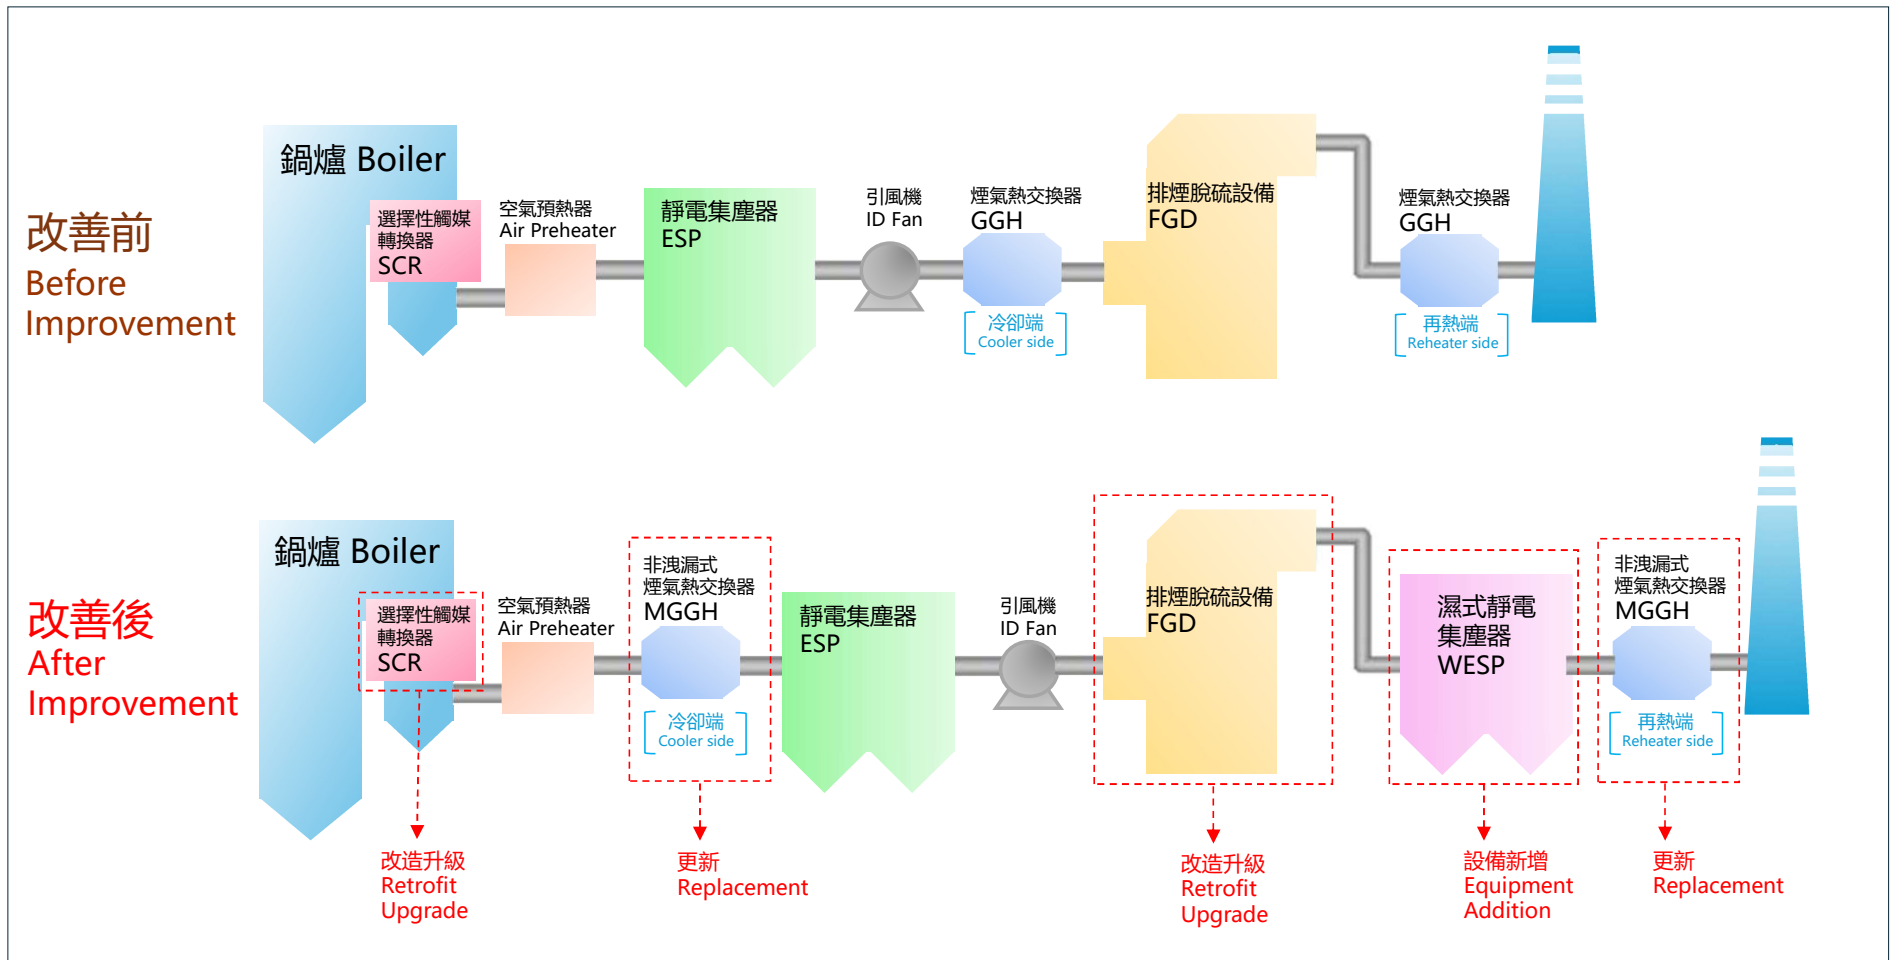 改善前
Before
Improvement
鍋爐 Boiler
選擇性觸媒
轉換器
SCR
空氣預熱器
Air Preheater
靜電集塵器
ESP
引風機
ID Fan
煙氣熱交換器
GGH
冷卻端
Cooler side
排煙脫硫設備
FGD
煙氣熱交換器
GGH
再熱端
Reheater side
改善後
After
Improvement
鍋爐 Boiler
選擇性觸媒
轉換器
SCR
空氣預熱器
Air Preheater
非洩漏式
煙氣熱交換器
MGGH
冷卻端
Cooler side
靜電集塵器
ESP
引風機
ID Fan
排煙脫硫設備
FGD
濕式靜電
集塵器
WESP
非洩漏式
煙氣熱交換器
MGGH
再熱端
Reheater side
改造升級
Retrofit
Upgrade
更新
Replacement
改造升級
Retrofit
Upgrade
設備新增
Equipment
Addition
更新
Replacement